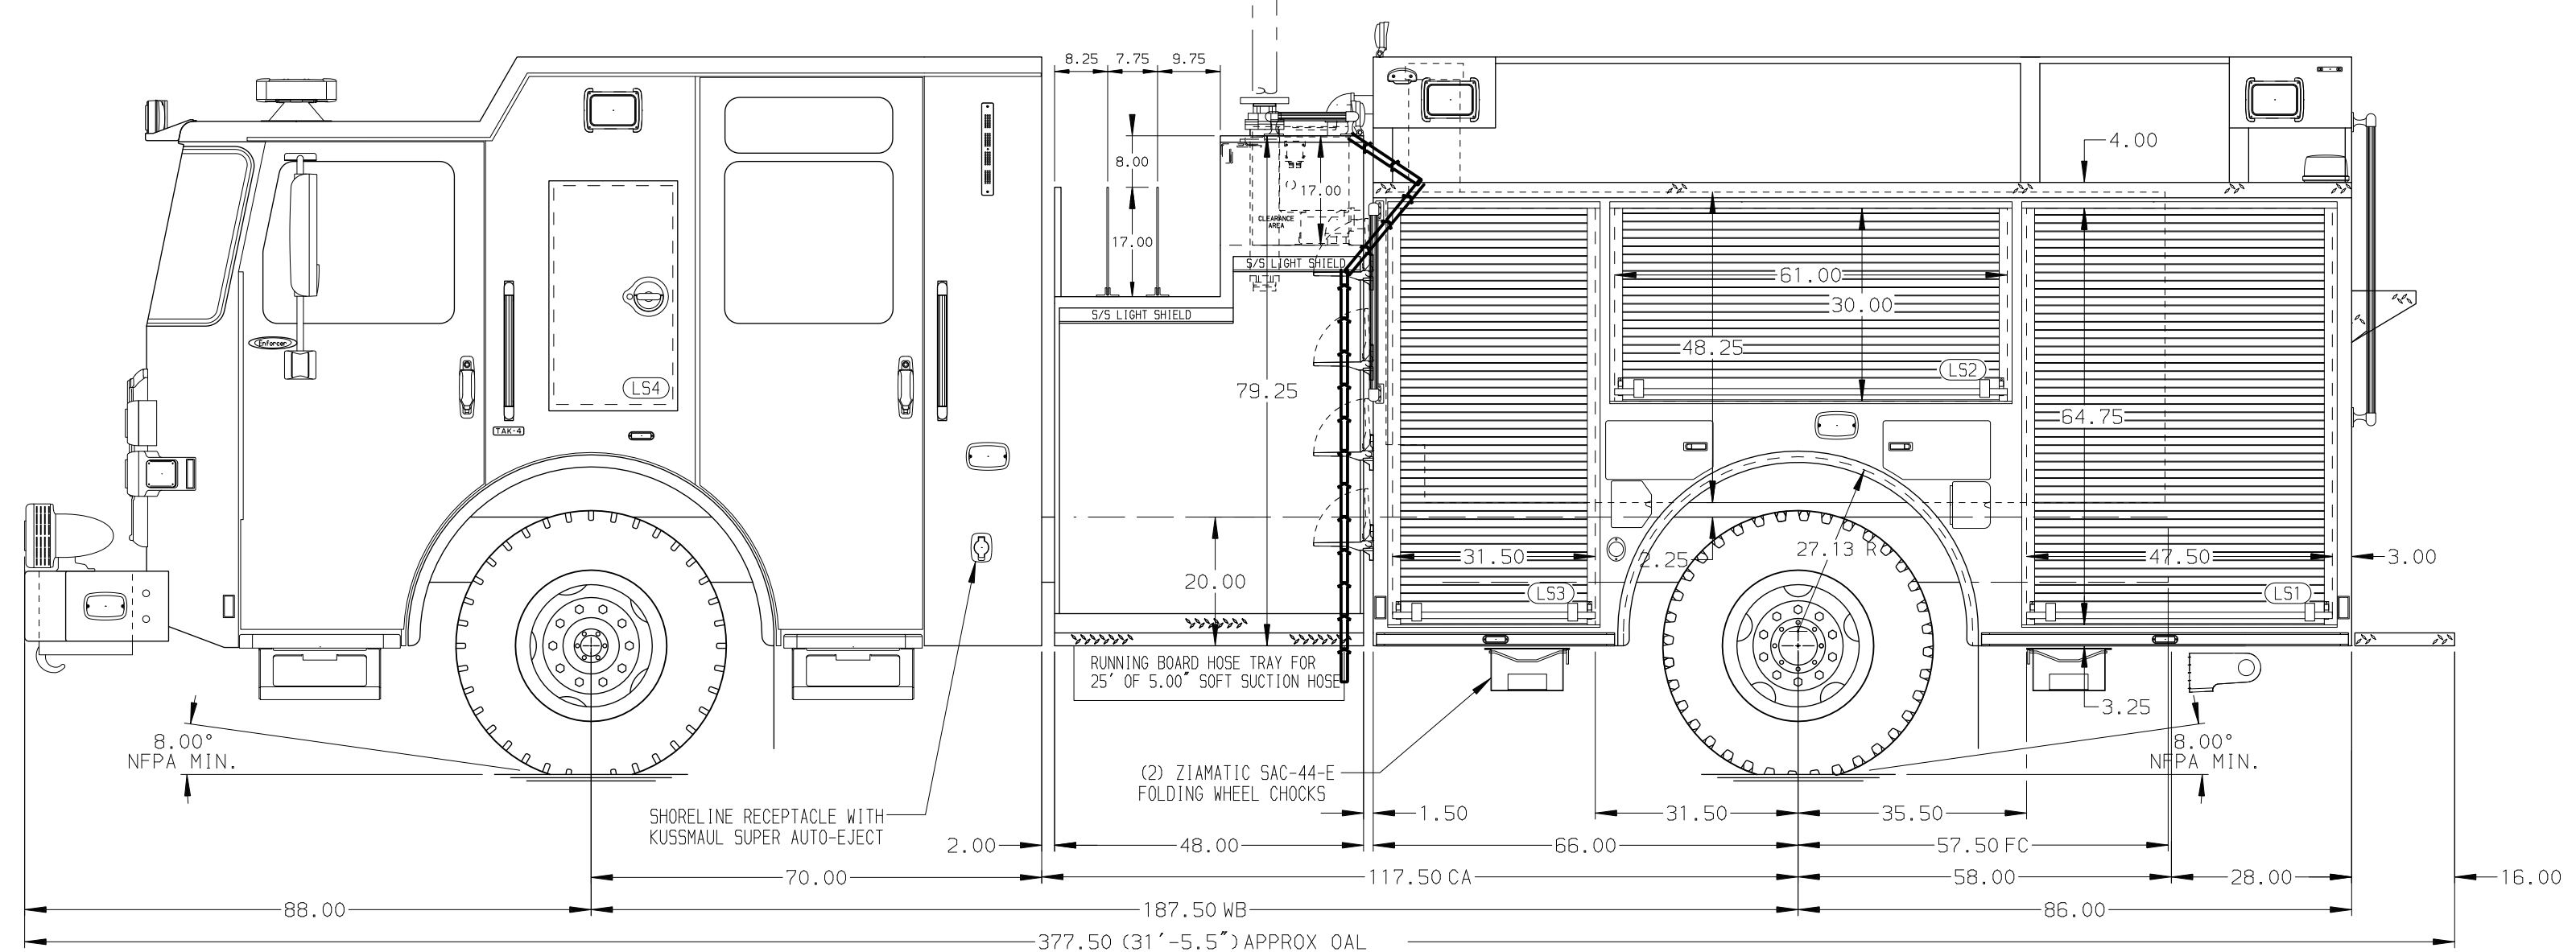 8.25 7.75 9.75
4.00
8.00
17.00
CLEARANCE
AREA
17.00
S/S LIGHT SHIELD
61.00
30.00
S/S LIGHT SHIELD
Enforcer
48.25
LS2
LS4
79.25
64.75
TAK-4
27.13 R
31.50
2.25
47.50
3.00
20.00
LS3
LS1
RUNNING BOARD HOSE TRAY FOR
25' OF 5.00" SOFT SUCTION HOSE
3.25
8.00°
NFPA MIN.
8.00°
NFPA MIN.
(2) ZIAMATIC SAC-44-E
FOLDING WHEEL CHOCKS
SHORELINE RECEPTACLE WITH
KUSSMAUL SUPER AUTO-EJECT
1.50 31.50 35.50
2.00 48.00 66.00 57.50 FC
70.00 117.50 CA 58.00 28.00 16.00
88.00 187.50 WB 86.00
377.50 (31'-5.5") APPROX OAL